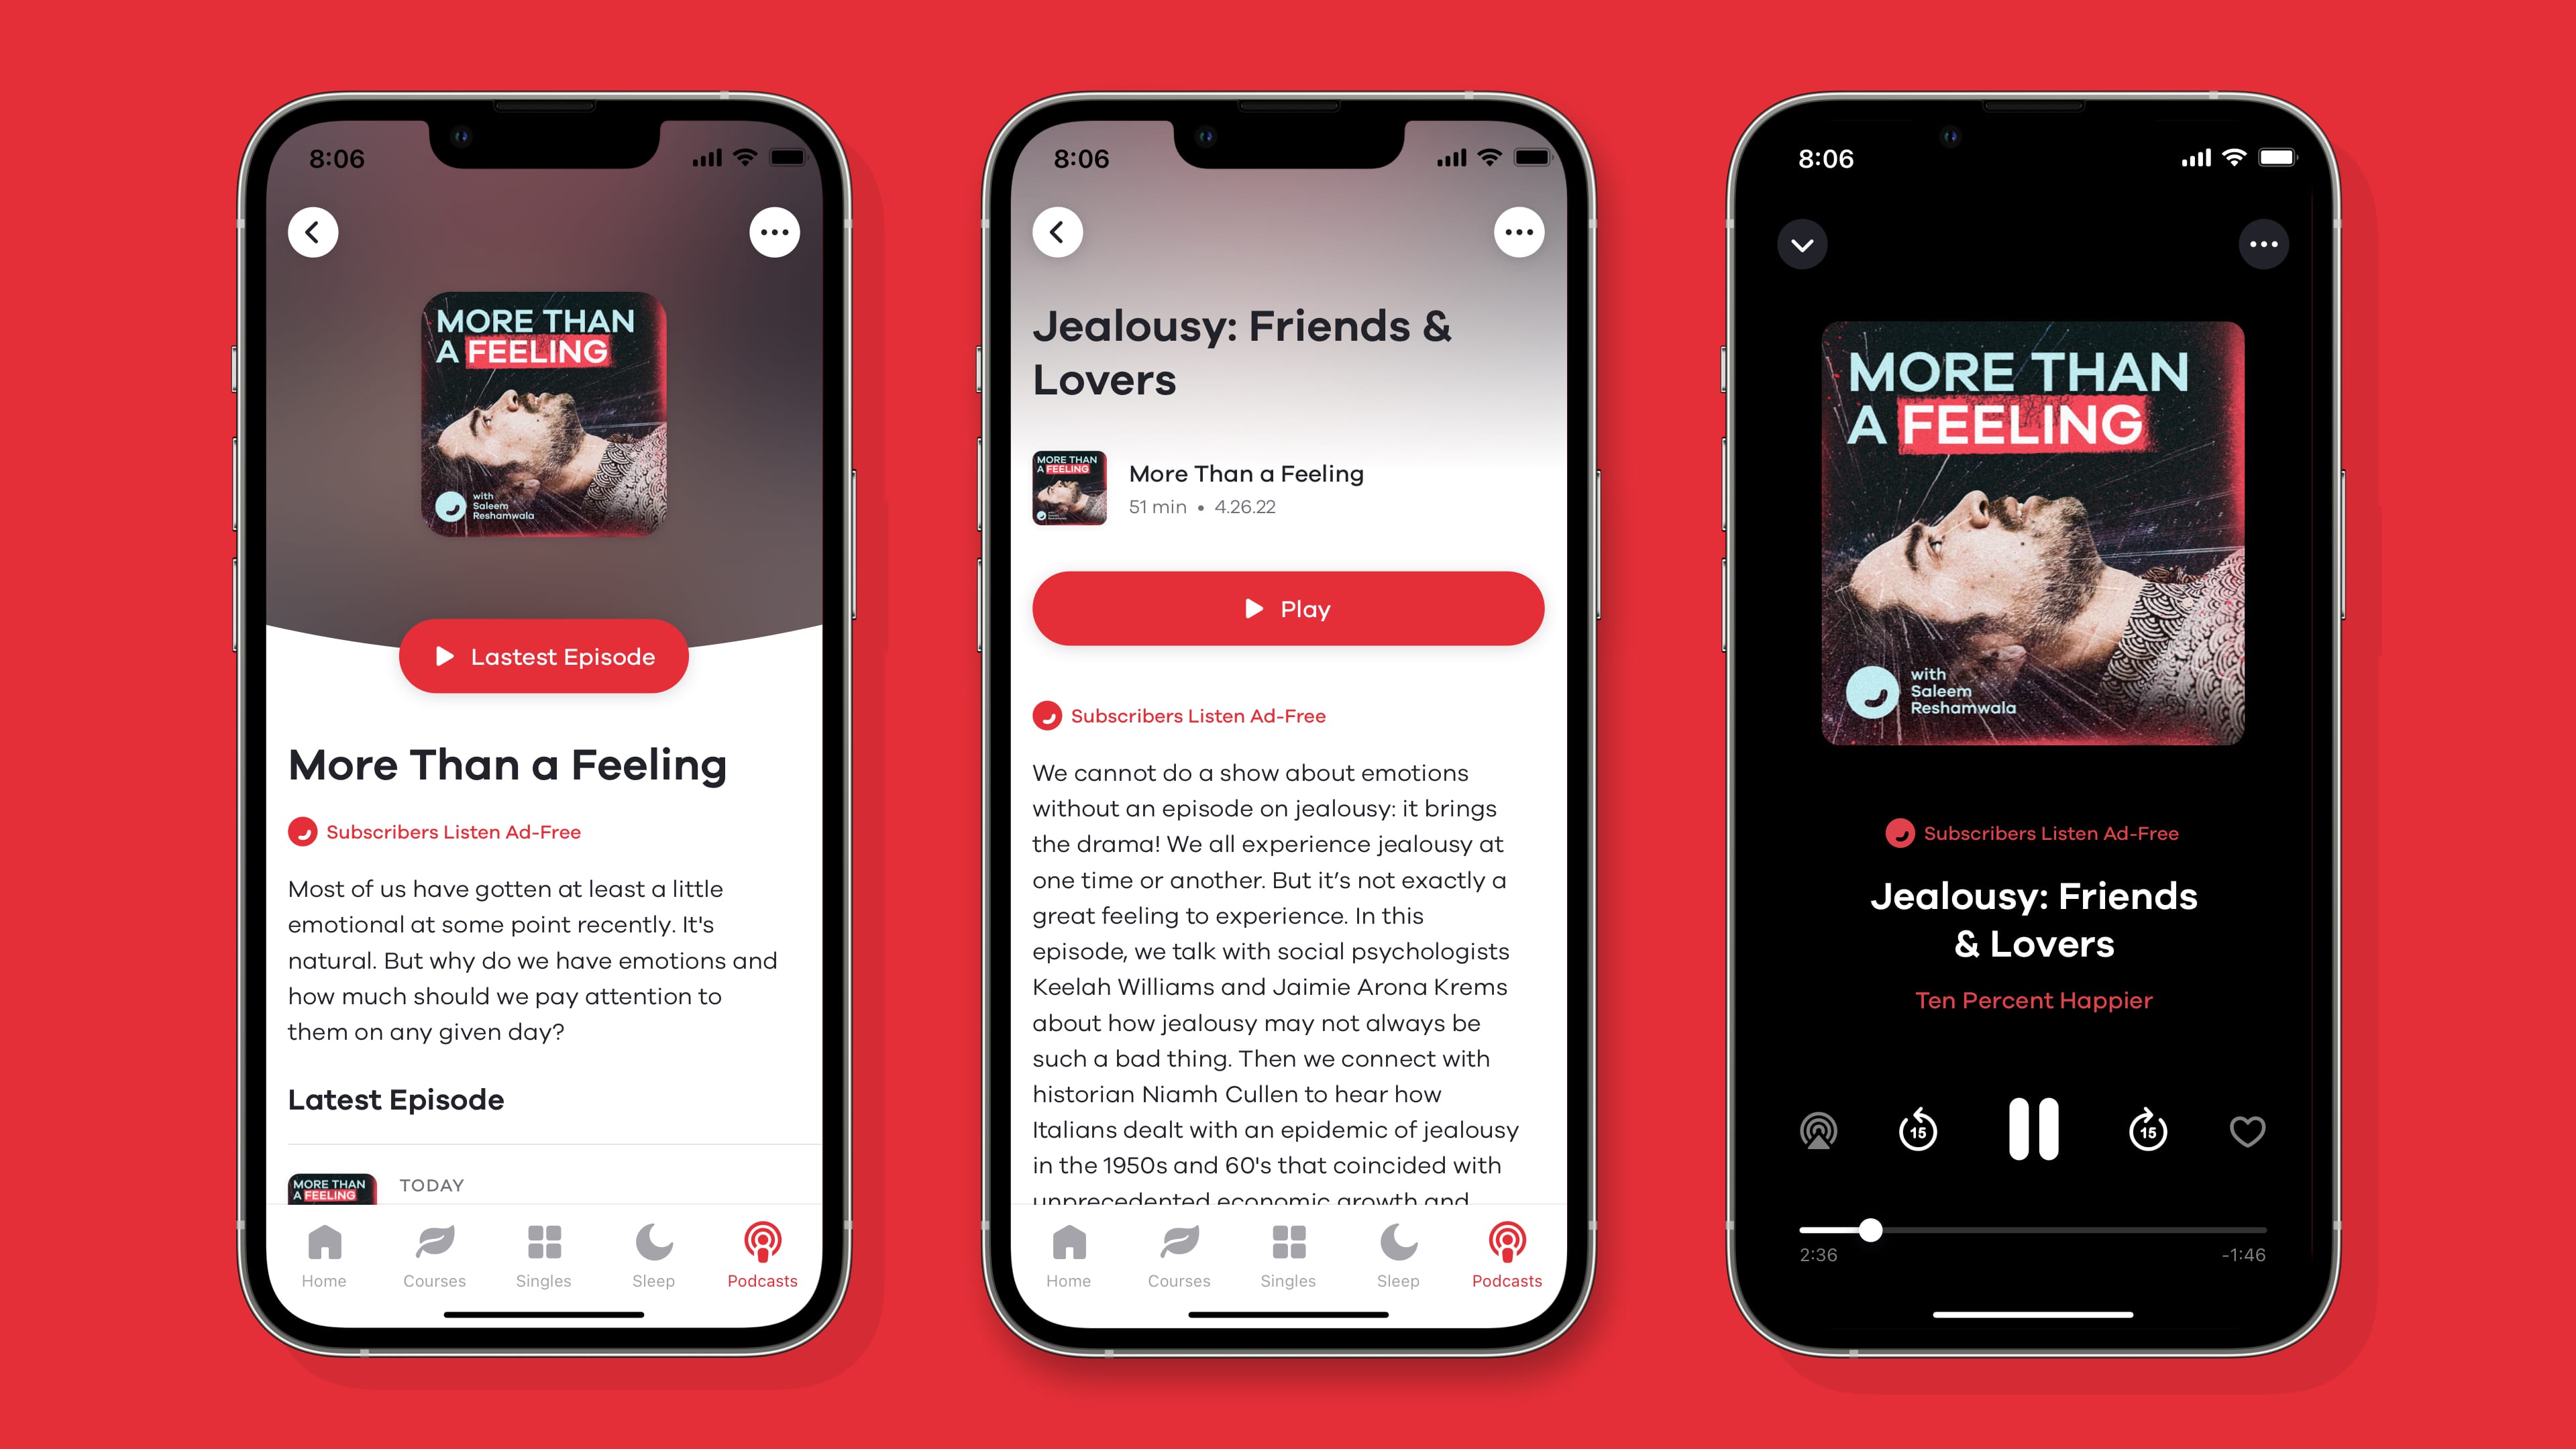 8:06
MORE THAN
A FEELING
with
Saleem
Reshamwala
Lastest Episode
More Than a Feeling
Subscribers Listen Ad-Free
Most of us have gotten at least a little
emotional at some point recently. It's
natural. But why do we have emotions and
how much should we pay attention to
them on any given day?
Latest Episode
MORE THAN
A FEELING
TODAY
Home
Courses
Singles
Sleep
Podcasts
8:06
Jealousy: Friends &
Lovers
MORE THAN
A FEELING
More Than a Feeling
51 min • 4.26.22
Play
Subscribers Listen Ad-Free
We cannot do a show about emotions
without an episode on jealousy: it brings
the drama! We all experience jealousy at
one time or another. But it’s not exactly a
great feeling to experience. In this
episode, we talk with social psychologists
Keelah Williams and Jaimie Arona Krems
about how jealousy may not always be
such a bad thing. Then we connect with
historian Niamh Cullen to hear how
Italians dealt with an epidemic of jealousy
in the 1950s and 60's that coincided with
unprecedented economic growth and
Home
Courses
Singles
Sleep
Podcasts
8:06
MORE THAN
A FEELING
with
Saleem
Reshamwala
Subscribers Listen Ad-Free
Jealousy: Friends
& Lovers
Ten Percent Happier
15
15
2:36
-1:46